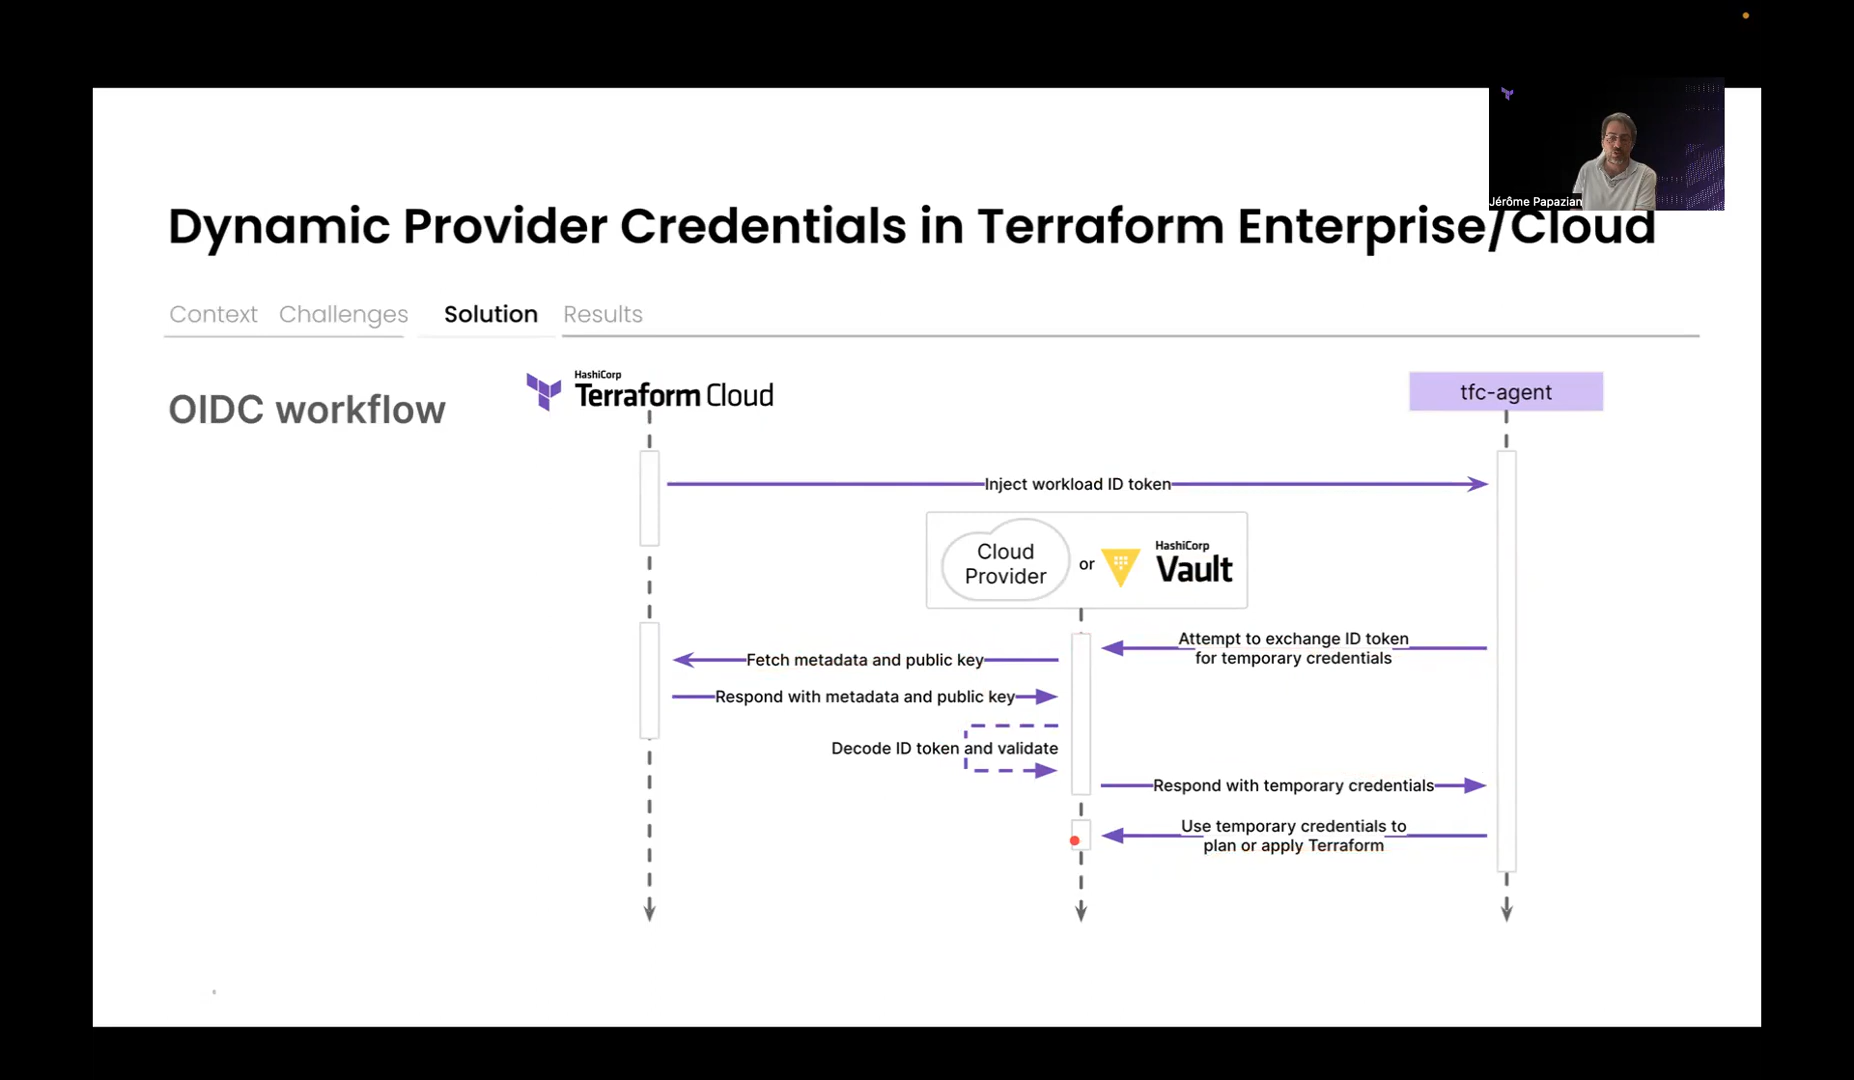 Jérôme Papazian
Dynamic Provider Credentials in Terraform Enterprise/Cloud
Context Challenges Solution Results
OIDC workflow
HashiCorp
Terraform Cloud
tfc-agent
Inject workload ID token
Cloud
Provider
or
HashiCorp
Vault
Attempt to exchange ID token
for temporary credentials
Fetch metadata and public key
Respond with metadata and public key
Decode ID token and validate
Respond with temporary credentials
Use temporary credentials to
plan or apply Terraform